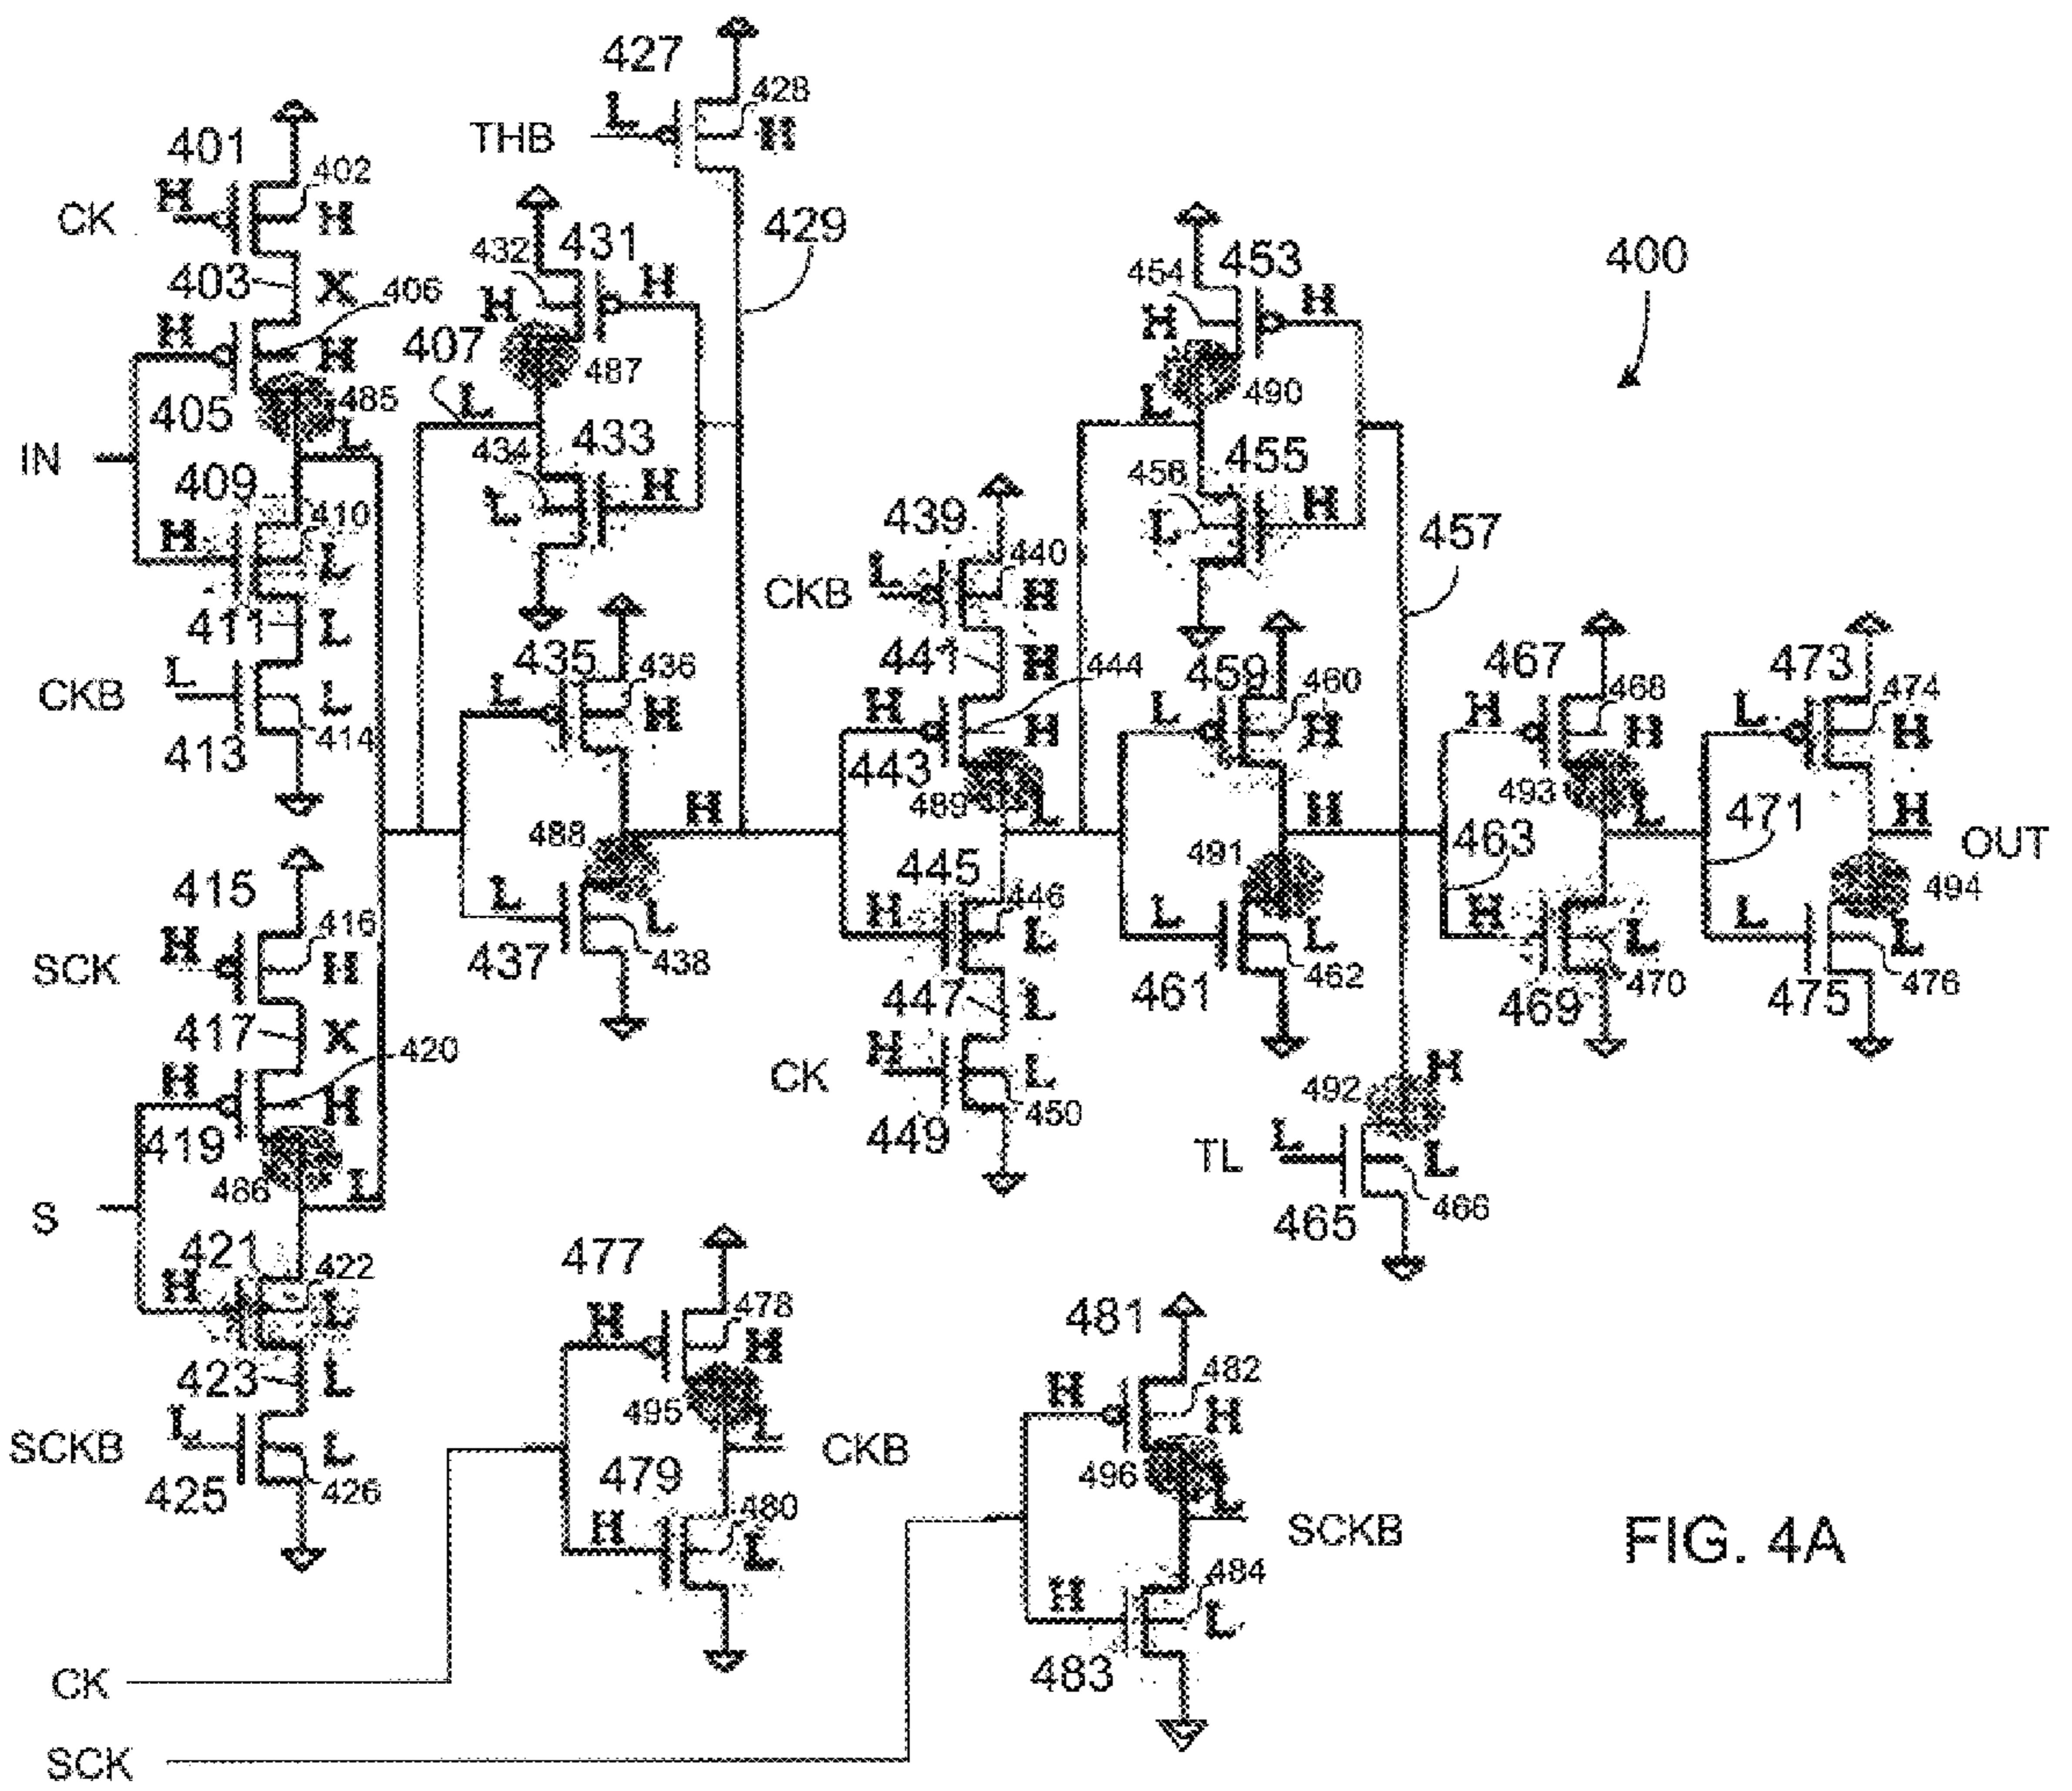 427
428
L
H
THB
401
402
H
CK
H
403
X
406
H
H
405
485
L
IN
409
410
H
L
411
L
L
CKB
L
413
414
432
431
H
H
407
487
L
434
433
L
H
429
435
436
L
H
488
H
L
L
437
438
439
440
CKB
L
H
441
H
444
H
H
443
489
L
445
446
H
L
447
L
CK
H
L
449
450
454
453
H
H
490
L
456
455
L
H
457
400
459
460
L
H
491
H
463
L
L
461
462
467
468
H
H
493
L
H
L
469
470
473
474
L
H
471
H
OUT
494
L
L
475
476
492
H
TL
L
L
465
466
415
416
SCK
H
H
417
X
420
H
H
419
486
L
S
421
422
H
L
423
L
SCKB
L
L
425
426
477
478
H
H
495
L
CKB
479
480
H
L
481
482
H
H
496
L
SCKB
484
H
L
483
CK
SCK
FIG. 4A